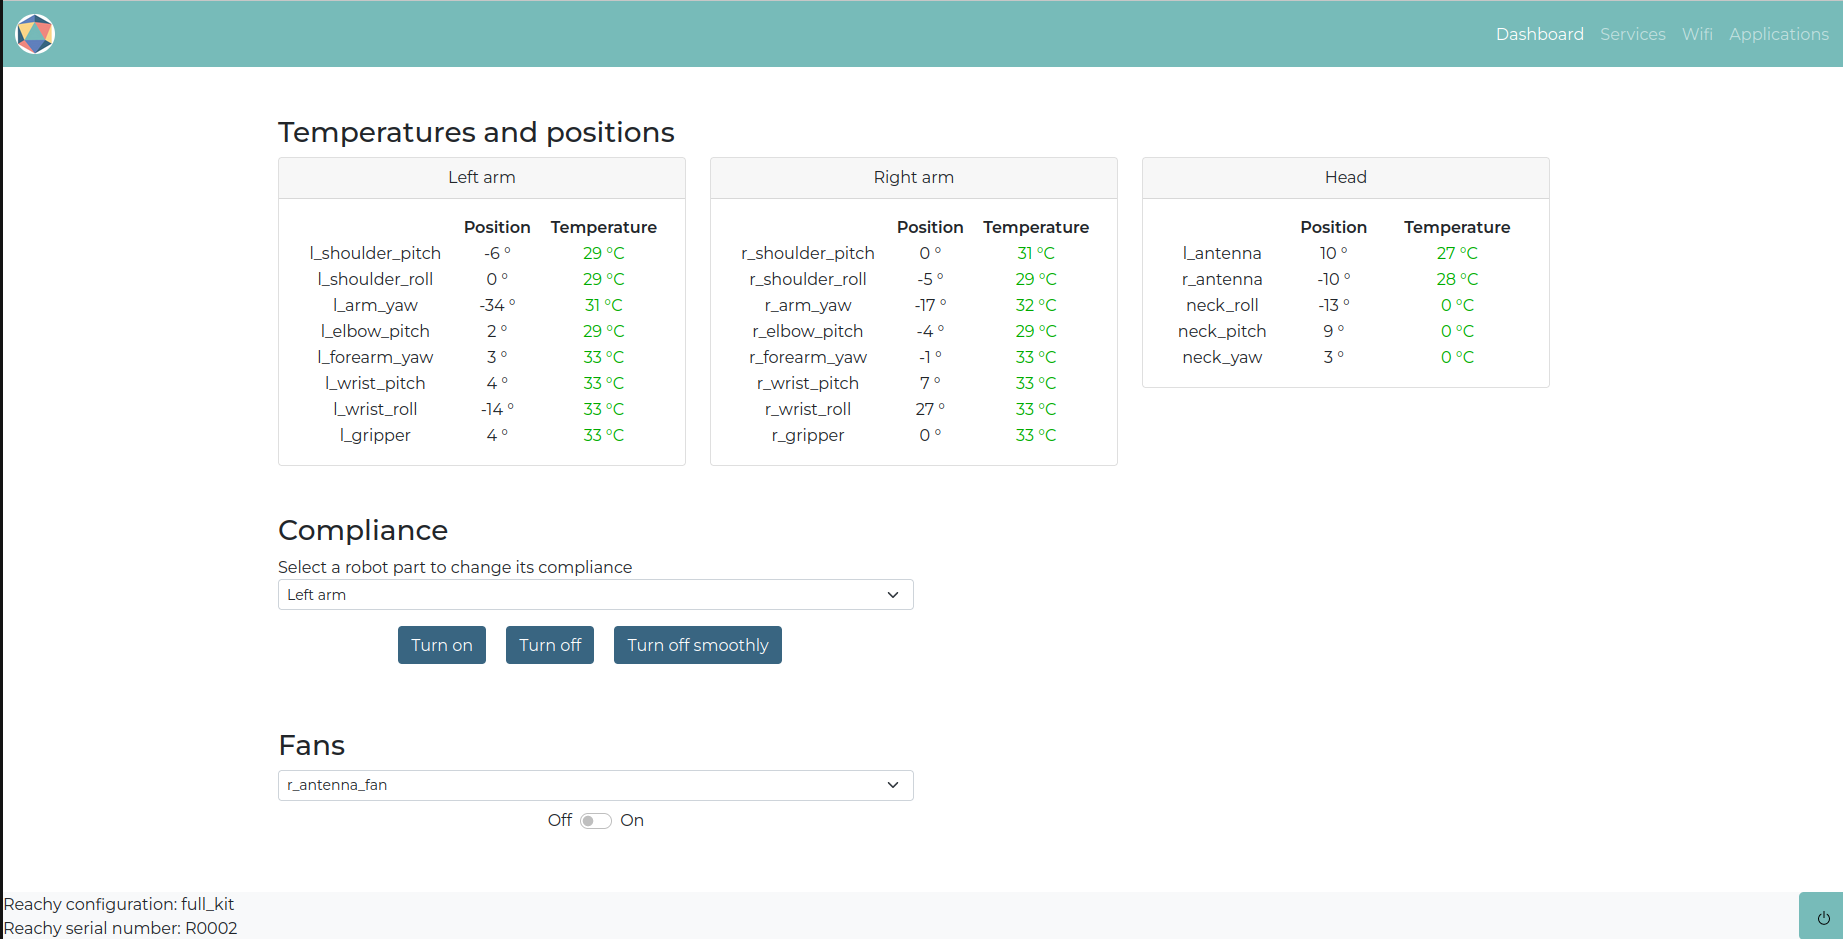 Dashboard Services Wifi Applications
Temperatures and positions
Left arm
Position Temperature
l_shoulder_pitch -6 ° 29 °C
l_shoulder_roll 0 ° 29 °C
l_arm_yaw -34 ° 31 °C
l_elbow_pitch 2 ° 29 °C
l_forearm_yaw 3 ° 33 °C
l_wrist_pitch 4 ° 33 °C
l_wrist_roll -14 ° 33 °C
l_gripper 4 ° 33 °C
Right arm
Position Temperature
r_shoulder_pitch 0 ° 31 °C
r_shoulder_roll -5 ° 29 °C
r_arm_yaw -17 ° 32 °C
r_elbow_pitch -4 ° 29 °C
r_forearm_yaw -1 ° 33 °C
r_wrist_pitch 7 ° 33 °C
r_wrist_roll 27 ° 33 °C
r_gripper 0 ° 33 °C
Head
Position Temperature
l_antenna 10 ° 27 °C
r_antenna -10 ° 28 °C
neck_roll -13 ° 0 °C
neck_pitch 9 ° 0 °C
neck_yaw 3 ° 0 °C
Compliance
Select a robot part to change its compliance
Left arm
Turn on Turn off Turn off smoothly
Fans
r_antenna_fan
Off On
Reachy configuration: full_kit
Reachy serial number: R0002